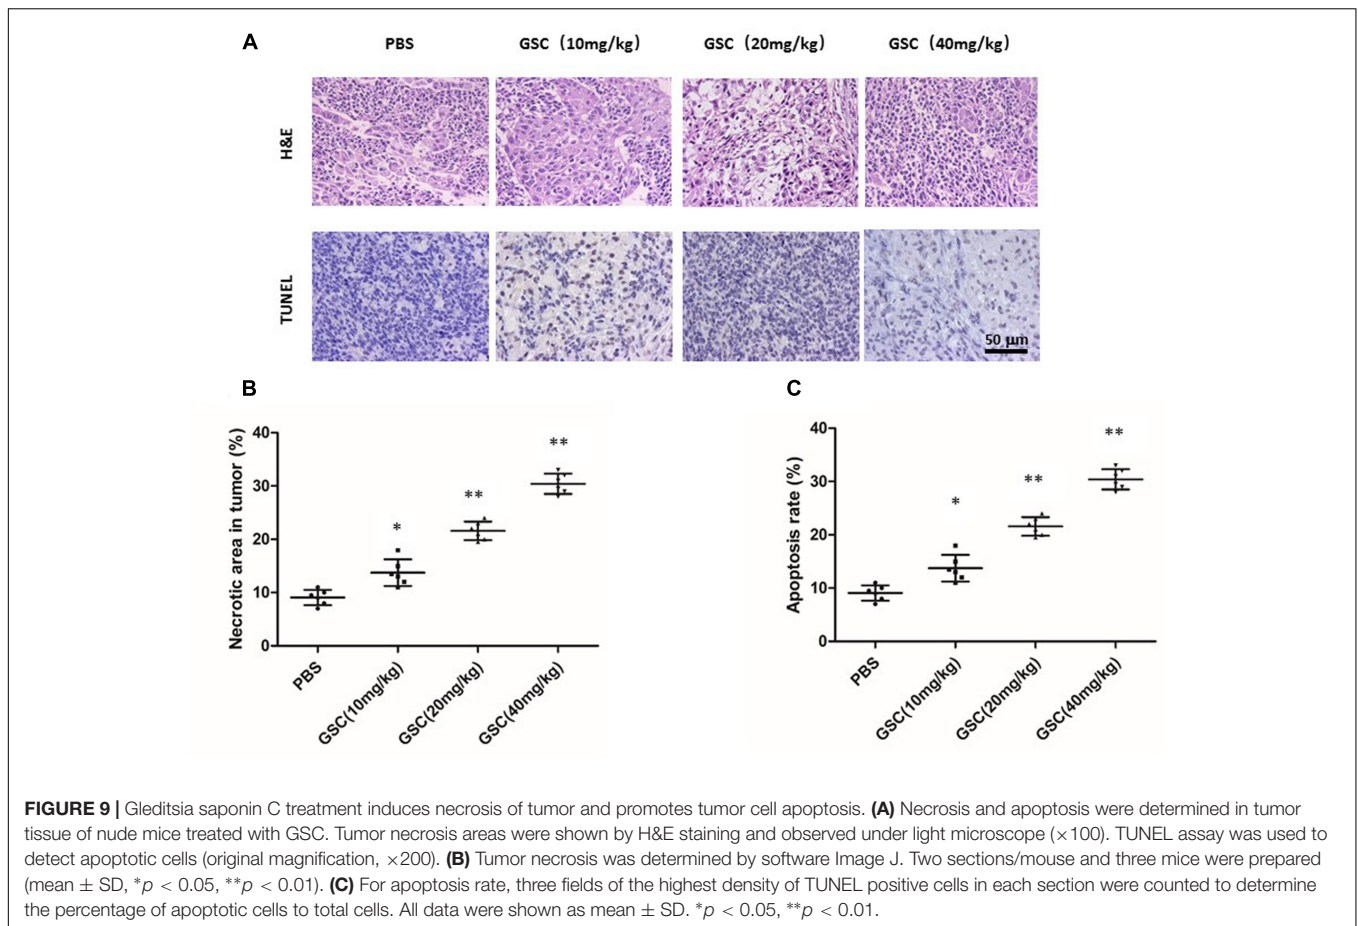 A PBS GSC（10mg/kg） GSC（20mg/kg） GSC（40mg/kg）
H&E
TUNEL
50 μm
B
Necrotic area in tumor (%)
40
30
20
10
0
*
**
**
PBS
GSC(10mg/kg)
GSC(20mg/kg)
GSC(40mg/kg)
C
Apoptosis rate (%)
40
30
20
10
0
*
**
**
PBS
GSC(10mg/kg)
GSC(20mg/kg)
GSC(40mg/kg)
FIGURE 9 | Gleditsia saponin C treatment induces necrosis of tumor and promotes tumor cell apoptosis. (A) Necrosis and apoptosis were determined in tumor
tissue of nude mice treated with GSC. Tumor necrosis areas were shown by H&E staining and observed under light microscope (×100). TUNEL assay was used to
detect apoptotic cells (original magnification, ×200). (B) Tumor necrosis was determined by software Image J. Two sections/mouse and three mice were prepared
(mean ± SD, *p < 0.05, **p < 0.01). (C) For apoptosis rate, three fields of the highest density of TUNEL positive cells in each section were counted to determine
the percentage of apoptotic cells to total cells. All data were shown as mean ± SD. *p < 0.05, **p < 0.01.